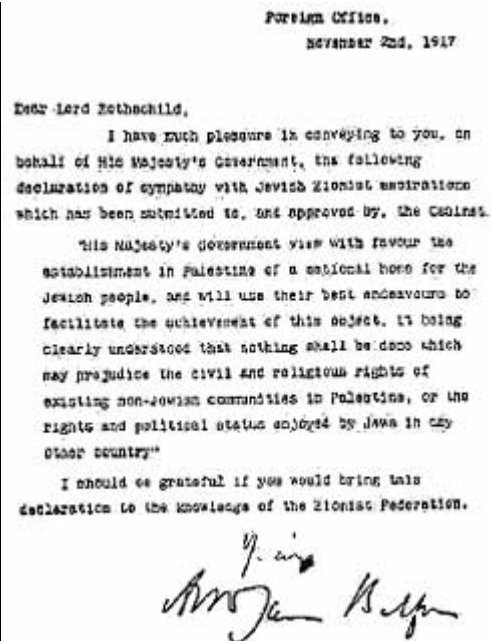 Foreign Office,
November 2nd, 1917
Dear Lord Rothschild,
I have much pleasure in conveying to you, on
behalf of His Majesty's Government, the following
declaration of sympathy with Jewish Zionist aspirations
which has been submitted to, and approved by, the Cabinet
"His Majesty's Government view with favour the
establishment in Palestine of a national home for the
Jewish people, and will use their best endeavours to
facilitate the achievement of this object, it being
clearly understood that nothing shall be done which
may prejudice the civil and religious rights of
existing non-Jewish communities in Palestine, or the
rights and political status enjoyed by Jews in any
other country"
I should be grateful if you would bring this
declaration to the knowledge of the Zionist Federation.
Arthur James Balfour